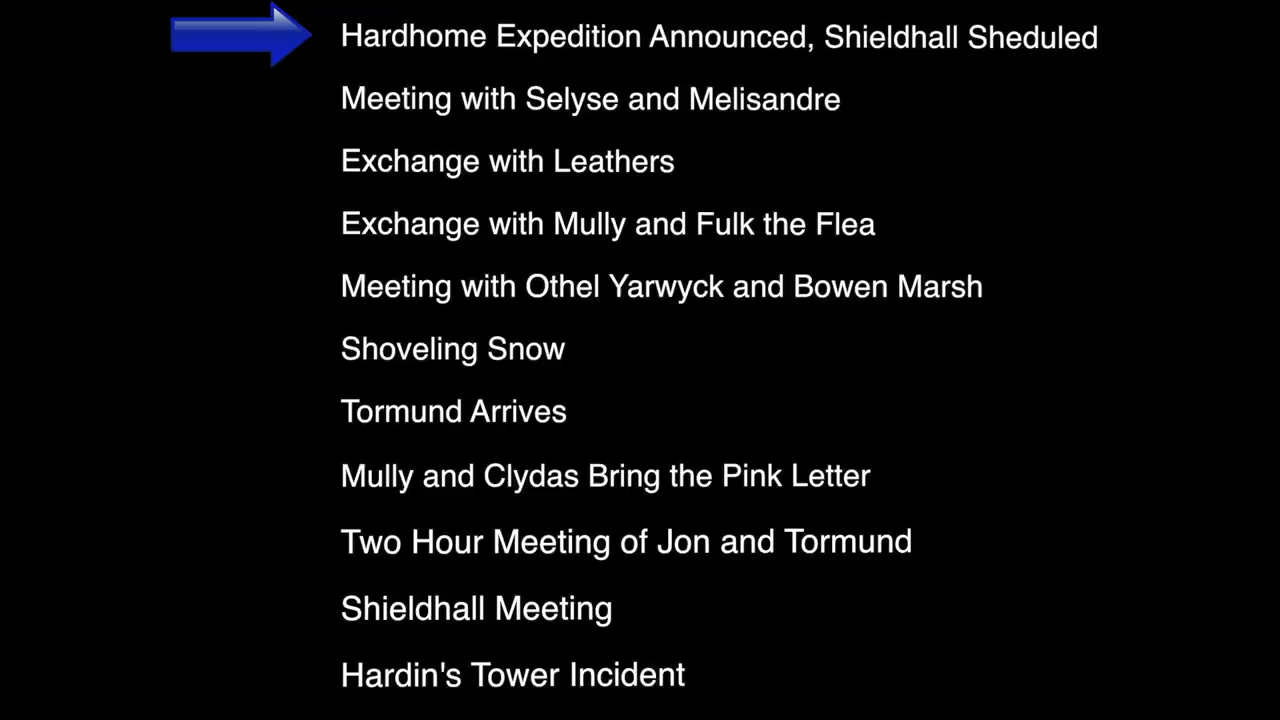 Hardhome Expedition Announced, Shieldhall Sheduled
Meeting with Selyse and Melisandre
Exchange with Leathers
Exchange with Mully and Fulk the Flea
Meeting with Othel Yarwyck and Bowen Marsh
Shoveling Snow
Tormund Arrives
Mully and Clydas Bring the Pink Letter
Two Hour Meeting of Jon and Tormund
Shieldhall Meeting
Hardin's Tower Incident